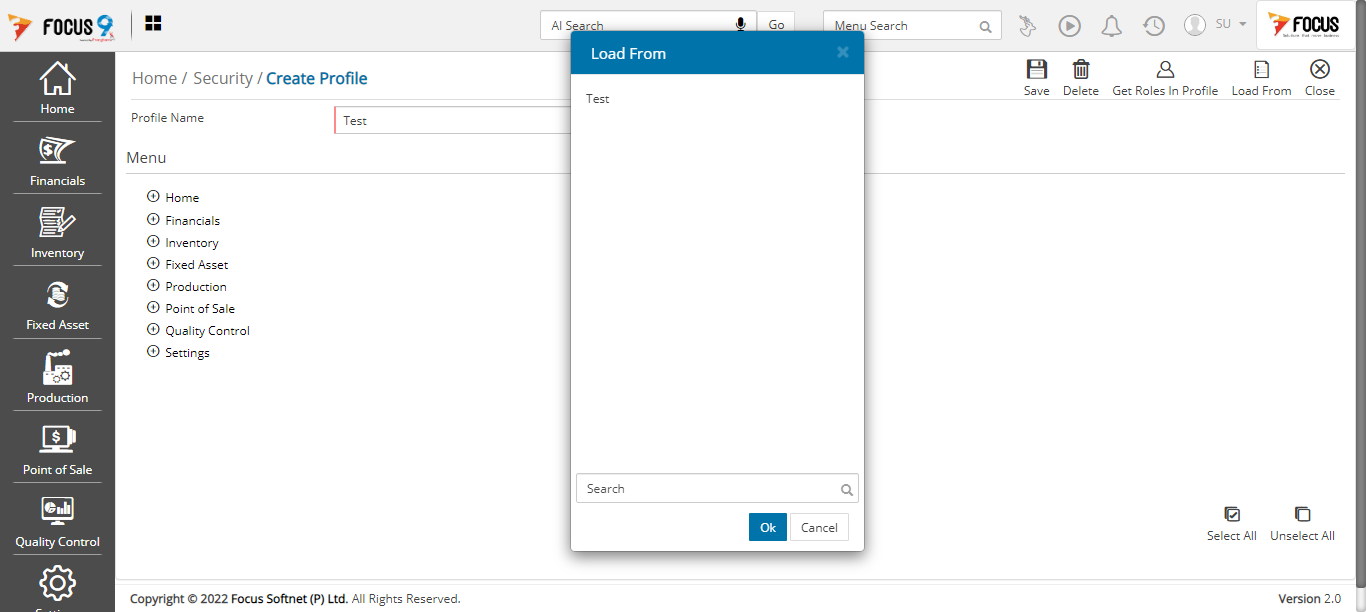 FOCUS 9
AI Search
Go
Menu Search
SU
FOCUS
Load From
Home / Security / Create Profile
Save
Delete
Get Roles In Profile
Load From
Close
Test
Profile Name
Test
Menu
Home
Financials
Inventory
Fixed Asset
Production
Point of Sale
Quality Control
Settings
Home
Financials
Inventory
Fixed Asset
Production
Point of Sale
Quality Control
Search
Ok
Cancel
Select All
Unselect All
Copyright © 2022 Focus Softnet (P) Ltd. All Rights Reserved.
Version 2.0